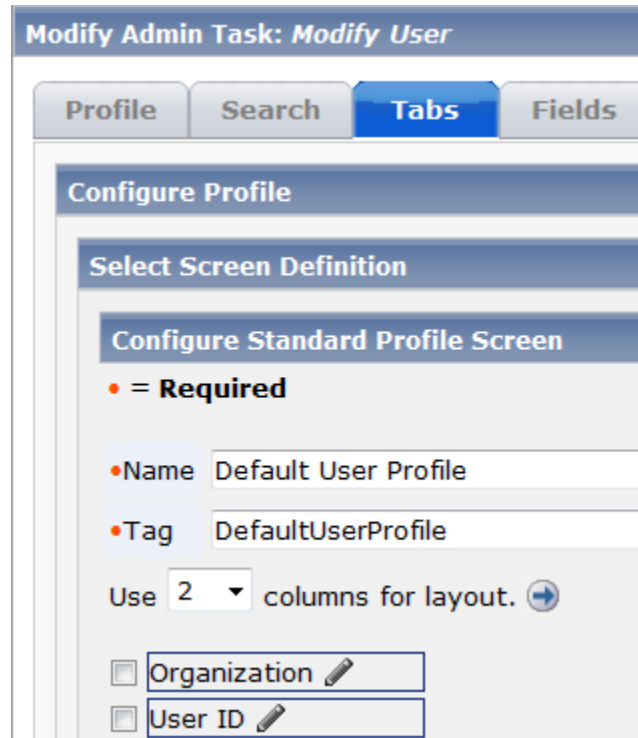 Modify Admin Task: Modify User
Profile Search Tabs Fields
Configure Profile
Select Screen Definition
Configure Standard Profile Screen
• = Required
•Name Default User Profile
•Tag DefaultUserProfile
Use 2 columns for layout.
Organization
User ID